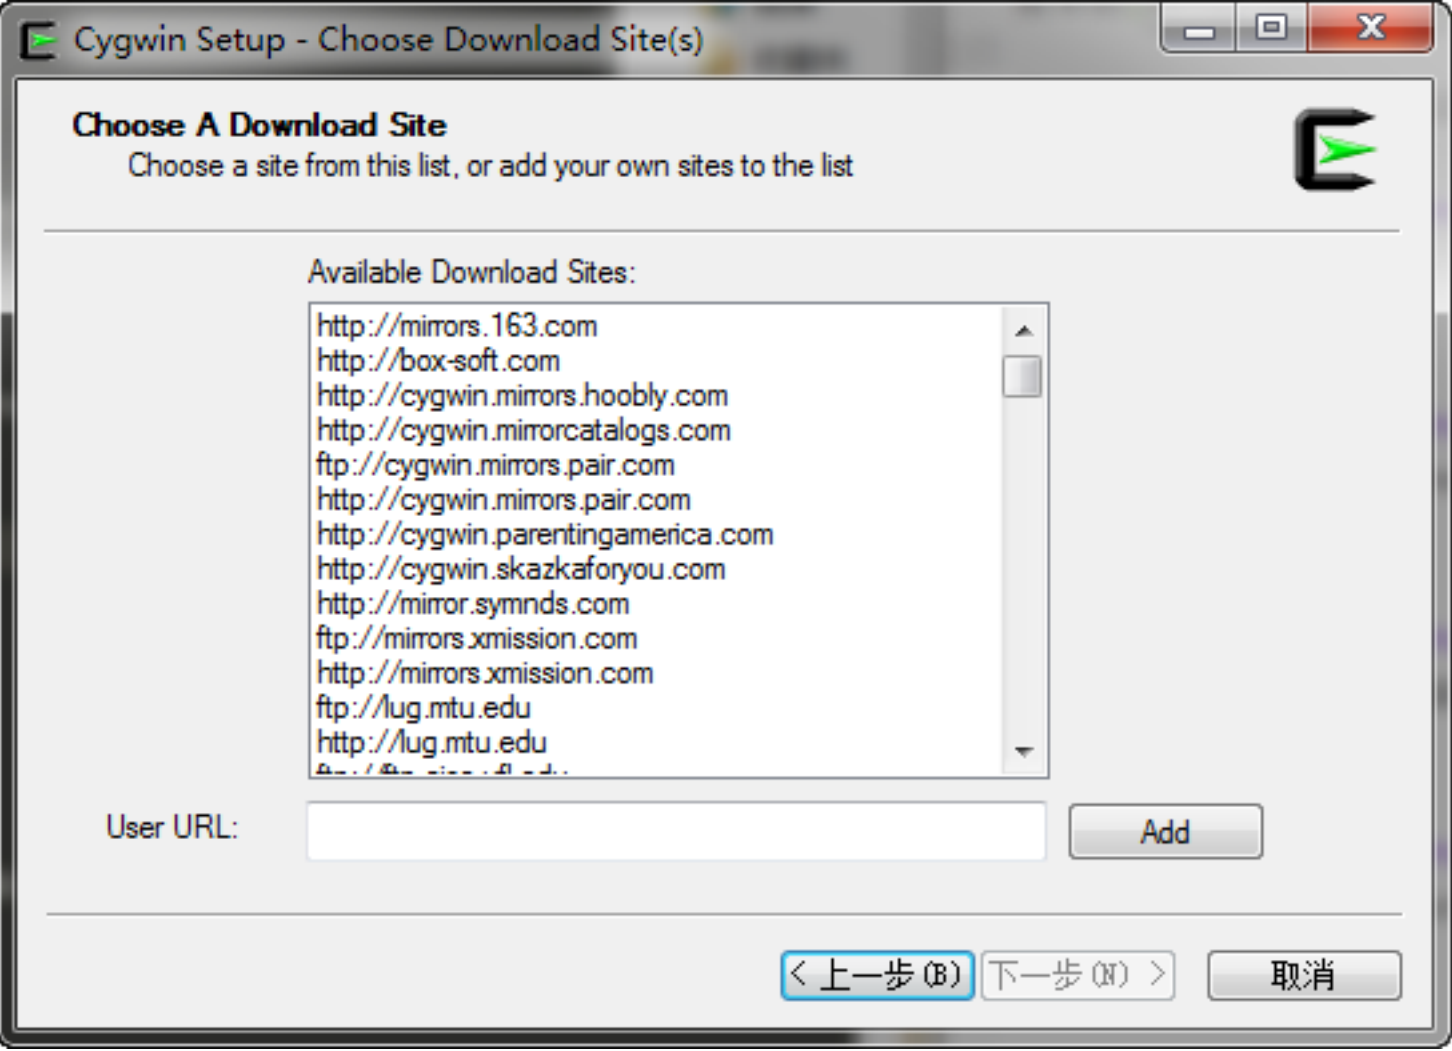 Cygwin Setup - Choose Download Site(s)
Choose A Download Site
Choose a site from this list, or add your own sites to the list
Available Download Sites:
http://mirrors.163.com
http://box-soft.com
http://cygwin.mirrors.hoobly.com
http://cygwin.mirrorcatalogs.com
ftp://cygwin.mirrors.pair.com
http://cygwin.mirrors.pair.com
http://cygwin.parentingamerica.com
http://cygwin.skazkaforyou.com
http://mirror.symnds.com
ftp://mirrors.xmission.com
http://mirrors.xmission.com
ftp://lug.mtu.edu
http://lug.mtu.edu
User URL:
Add
< 上一步(B)
下一步(N) >
取消